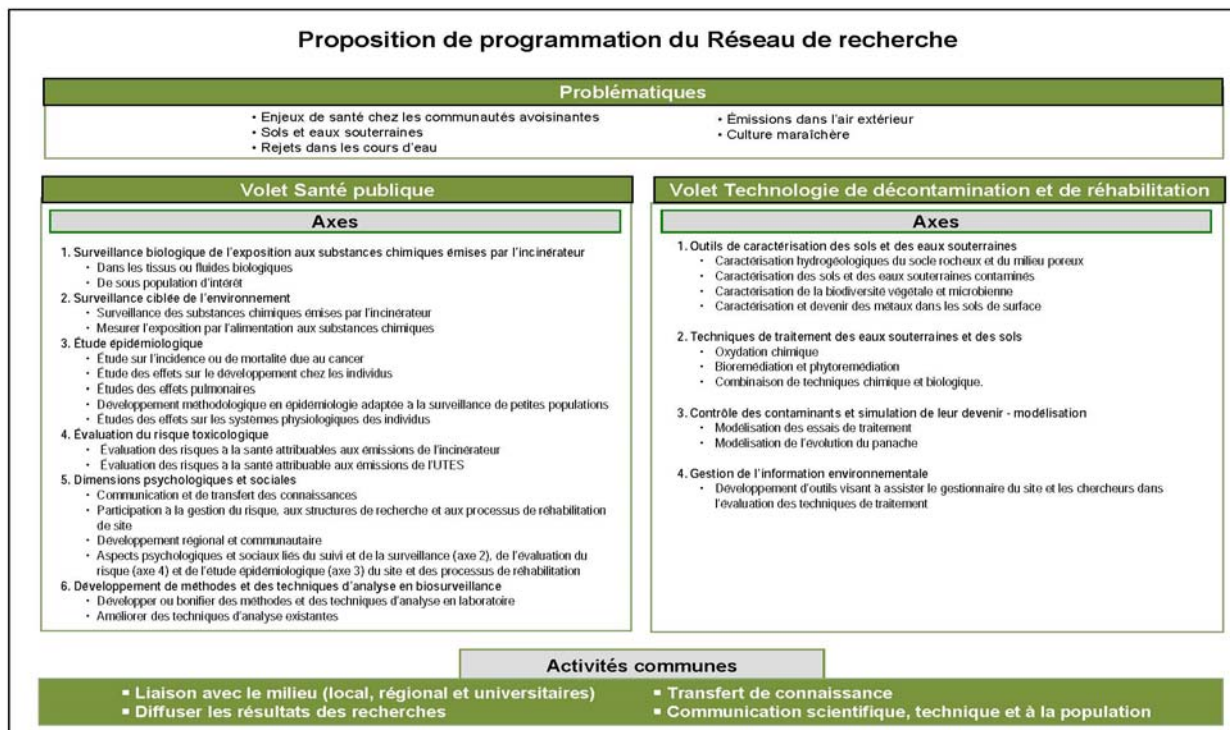 Proposition de programmation du Réseau de recherche
Problématiques
• Enjeux de santé chez les communautés avoisinantes
• Sols et eaux souterraines
• Rejets dans les cours d'eau
• Émissions dans l'air extérieur
• Culture maraîchère
Volet Santé publique
Axes
1. Surveillance biologique de l'exposition aux substances chimiques émises par l'incinérateur
• Dans les tissus ou fluides biologiques
• De sous population d'intérêt
2. Surveillance ciblée de l'environnement
• Surveillance des substances chimiques émises par l'incinérateur
• Mesurer l'exposition par l'alimentation aux substances chimiques
3. Étude épidémiologique
• Étude sur l'incidence ou de mortalité due au cancer
• Étude des effets sur le développement chez les individus
• Études des effets pulmonaires
• Développement méthodologique en épidémiologie adaptée à la surveillance de petites populations
• Études des effets sur les systèmes physiologiques des individus
4. Évaluation du risque toxicologique
• Évaluation des risques à la santé attribuables aux émissions de l'incinérateur
• Évaluation des risques à la santé attribuable aux émissions de l'UTES
5. Dimensions psychologiques et sociales
• Communication et de transfert des connaissances
• Participation à la gestion du risque, aux structures de recherche et aux processus de réhabilitation
de site
• Développement régional et communautaire
• Aspects psychologiques et sociaux liés du suivi et de la surveillance (axe 2), de l'évaluation du
risque (axe 4) et de l'étude épidémiologique (axe 3) du site et des processus de réhabilitation
6. Développement de méthodes et des techniques d'analyse en biosurveillance
• Développer ou bonifier des méthodes et des techniques d'analyse en laboratoire
• Améliorer des techniques d'analyse existantes
Volet Technologie de décontamination et de réhabilitation
Axes
1. Outils de caractérisation des sols et des eaux souterraines
• Caractérisation hydrogéologiques du socle rocheux et du milieu poreux
• Caractérisation des sols et des eaux souterraines contaminés
• Caractérisation de la biodiversité végétale et microbienne
• Caractérisation et devenir des métaux dans les sols de surface
2. Techniques de traitement des eaux souterraines et des sols
• Oxydation chimique
• Bioremédiation et phytoremédiation
• Combinaison de techniques chimique et biologique.
3. Contrôle des contaminants et simulation de leur devenir - modélisation
• Modélisation des essais de traitement
• Modélisation de l'évolution du panache
4. Gestion de l'information environnementale
• Développement d'outils visant à assister le gestionnaire du site et les chercheurs dans
l'évaluation des techniques de traitement
Activités communes
▪ Liaison avec le milieu (local, régional et universitaires)
▪ Diffuser les résultats des recherches
▪ Transfert de connaissance
▪ Communication scientifique, technique et à la population